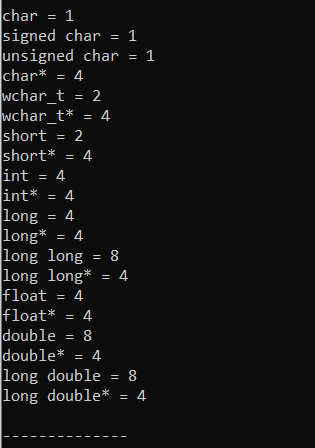 char = 1
signed char = 1
unsigned char = 1
char* = 4
wchar_t = 2
wchar_t* = 4
short = 2
short* = 4
int = 4
int* = 4
long = 4
long* = 4
long long = 8
long long* = 4
float = 4
float* = 4
double = 8
double* = 4
long double = 8
long double* = 4
--------------